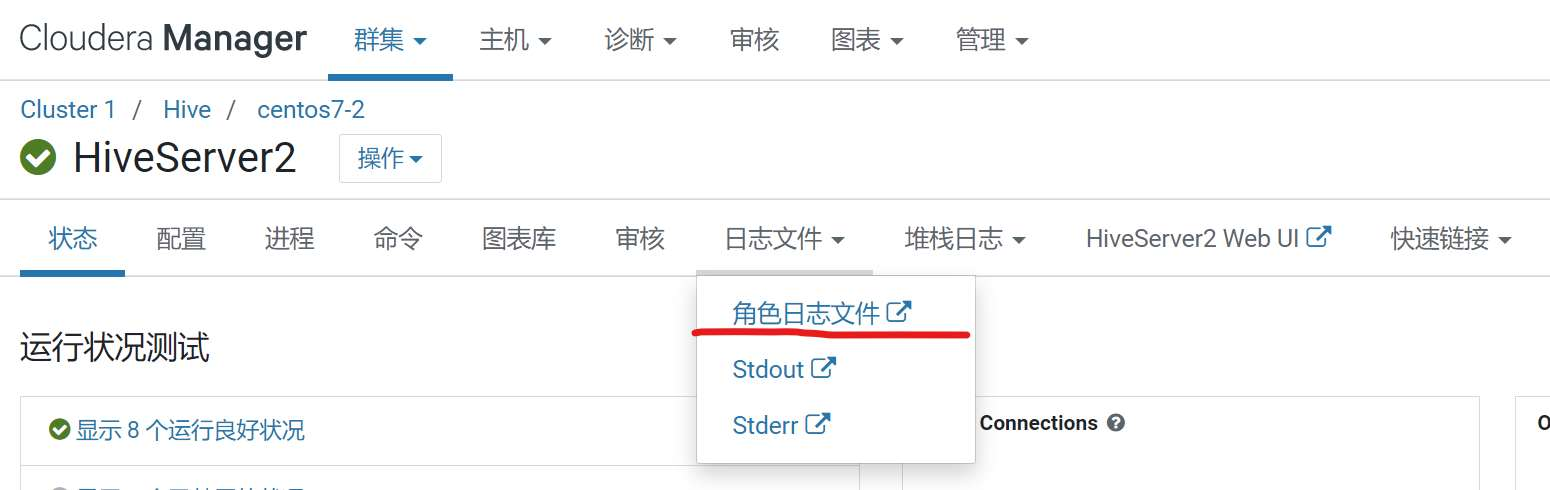 Cloudera Manager 群集 主机 诊断 审核 图表 管理
Cluster 1 / Hive / centos7-2
HiveServer2 操作
状态 配置 进程 命令 图表库 审核 日志文件 堆栈日志 HiveServer2 Web UI 快速链接
角色日志文件
运行状况测试
Stdout
显示 8 个运行良好状况
Stderr
Connections